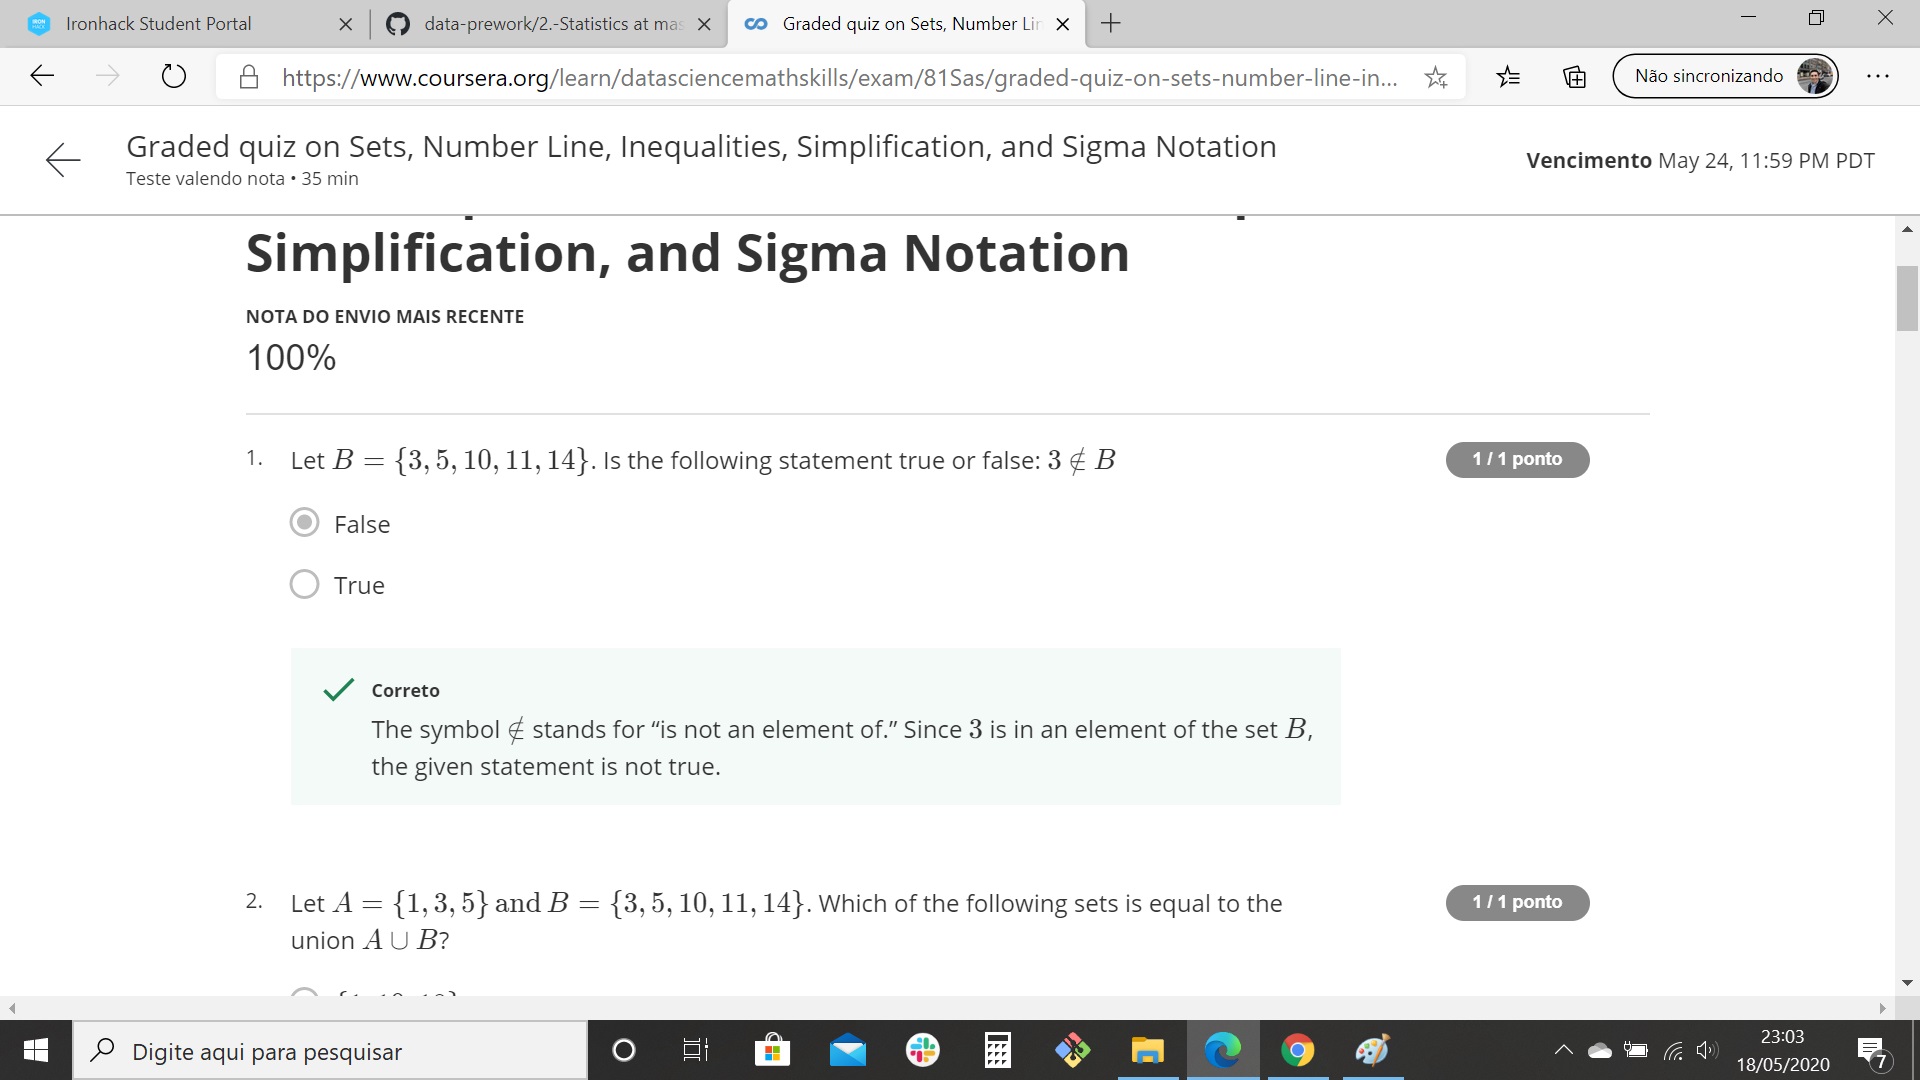 Ironhack Student Portal
data-prework/2.-Statistics at mas
Graded quiz on Sets, Number Lin
https://www.coursera.org/learn/datasciencemathskills/exam/81Sas/graded-quiz-on-sets-number-line-in...
Não sincronizando
Graded quiz on Sets, Number Line, Inequalities, Simplification, and Sigma Notation
Teste valendo nota • 35 min
Vencimento May 24, 11:59 PM PDT
Simplification, and Sigma Notation
NOTA DO ENVIO MAIS RECENTE
100%
1. Let B = {3, 5, 10, 11, 14}. Is the following statement true or false: 3 ∉ B
1 / 1 ponto
False
True
Correto
The symbol ∉ stands for “is not an element of.” Since 3 is in an element of the set B,
the given statement is not true.
2. Let A = {1, 3, 5} and B = {3, 5, 10, 11, 14}. Which of the following sets is equal to the
1 / 1 ponto
union A ∪ B?
Digite aqui para pesquisar
23:03
18/05/2020
7